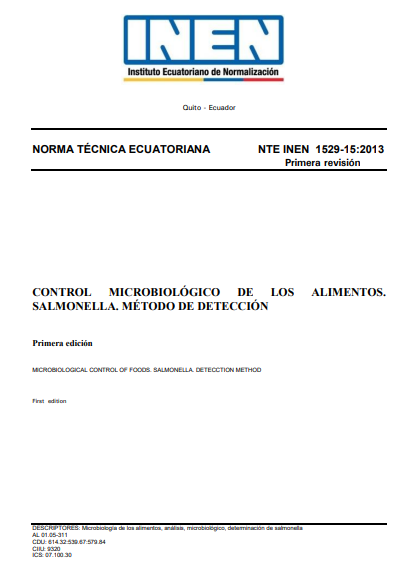 INEN
Instituto Ecuatoriano de Normalización
Quito - Ecuador
NORMA TÉCNICA ECUATORIANA NTE INEN 1529-15:2013
Primera revisión
CONTROL MICROBIOLÓGICO DE LOS ALIMENTOS.
SALMONELLA. MÉTODO DE DETECCIÓN
Primera edición
MICROBIOLOGICAL CONTROL OF FOODS. SALMONELLA. DETECCTION METHOD
First edition
DESCRIPTORES: Microbiología de los alimentos, análisis, microbiológico, determinación de salmonella
AL 01.05-311
CDU: 614.32:539.67:579.84
CIIU: 9320
ICS: 07.100.30